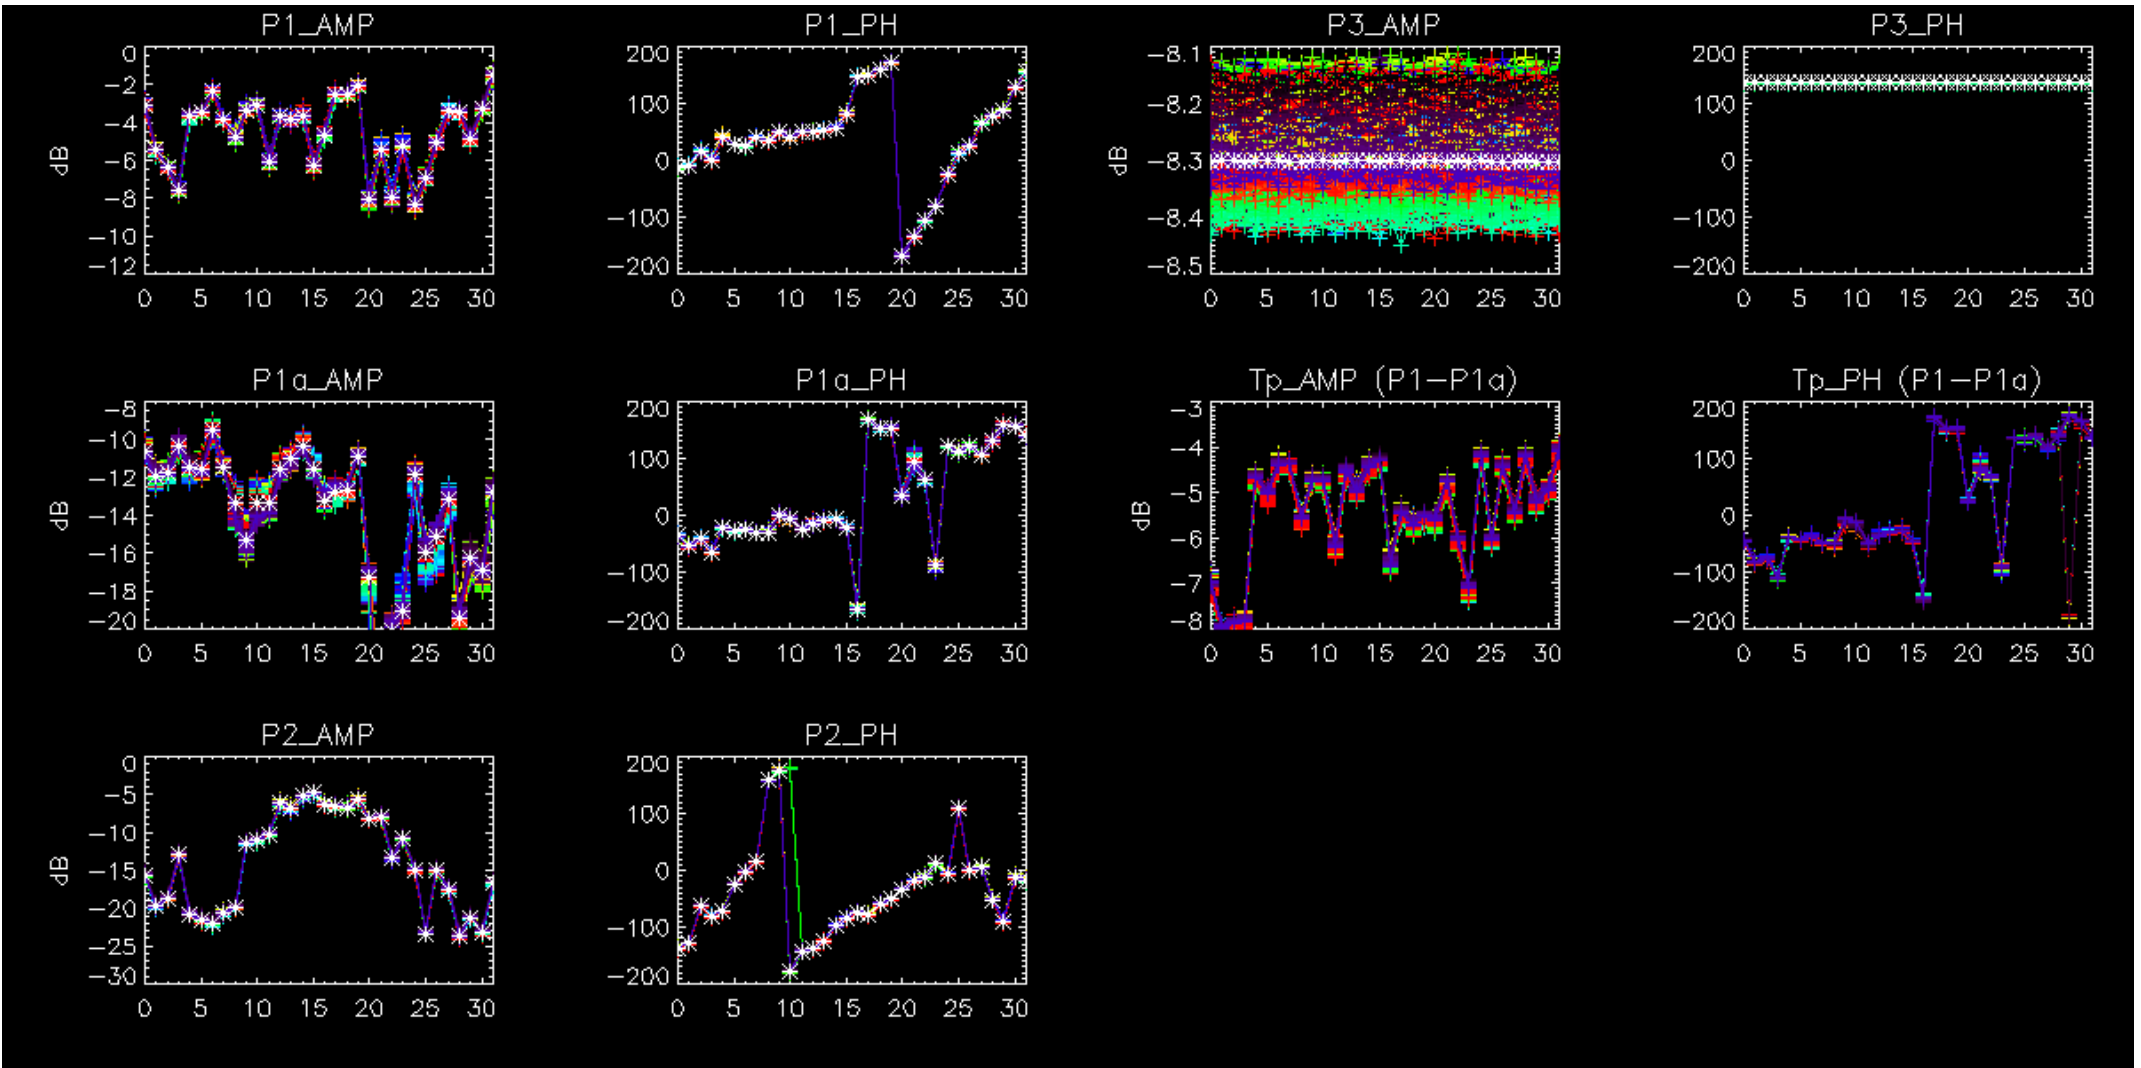 P1_AMP P1_PH P3_AMP P3_PH
0 200 -8.1 200
-2
100 -8.2 100
-4
dB -6 0 dB -8.3 0
-8
-100 -8.4 -100
-10
-12 -200 -8.5 -200
0 5 10 15 20 25 30 0 5 10 15 20 25 30 0 5 10 15 20 25 30 0 5 10 15 20 25 30
P1a_AMP P1a_PH Tp_AMP (P1-P1a) Tp_PH (P1-P1a)
-8 200 -3 200
-10 -4
100 100
-12 -5
dB -14 0 dB 0
-16 -6
-100 -100
-18 -7
-20 -200 -8 -200
0 5 10 15 20 25 30 0 5 10 15 20 25 30 0 5 10 15 20 25 30 0 5 10 15 20 25 30
P2_AMP P2_PH
0 200
-5
100
-10
dB -15 0
-20
-100
-25
-30 -200
0 5 10 15 20 25 30 0 5 10 15 20 25 30